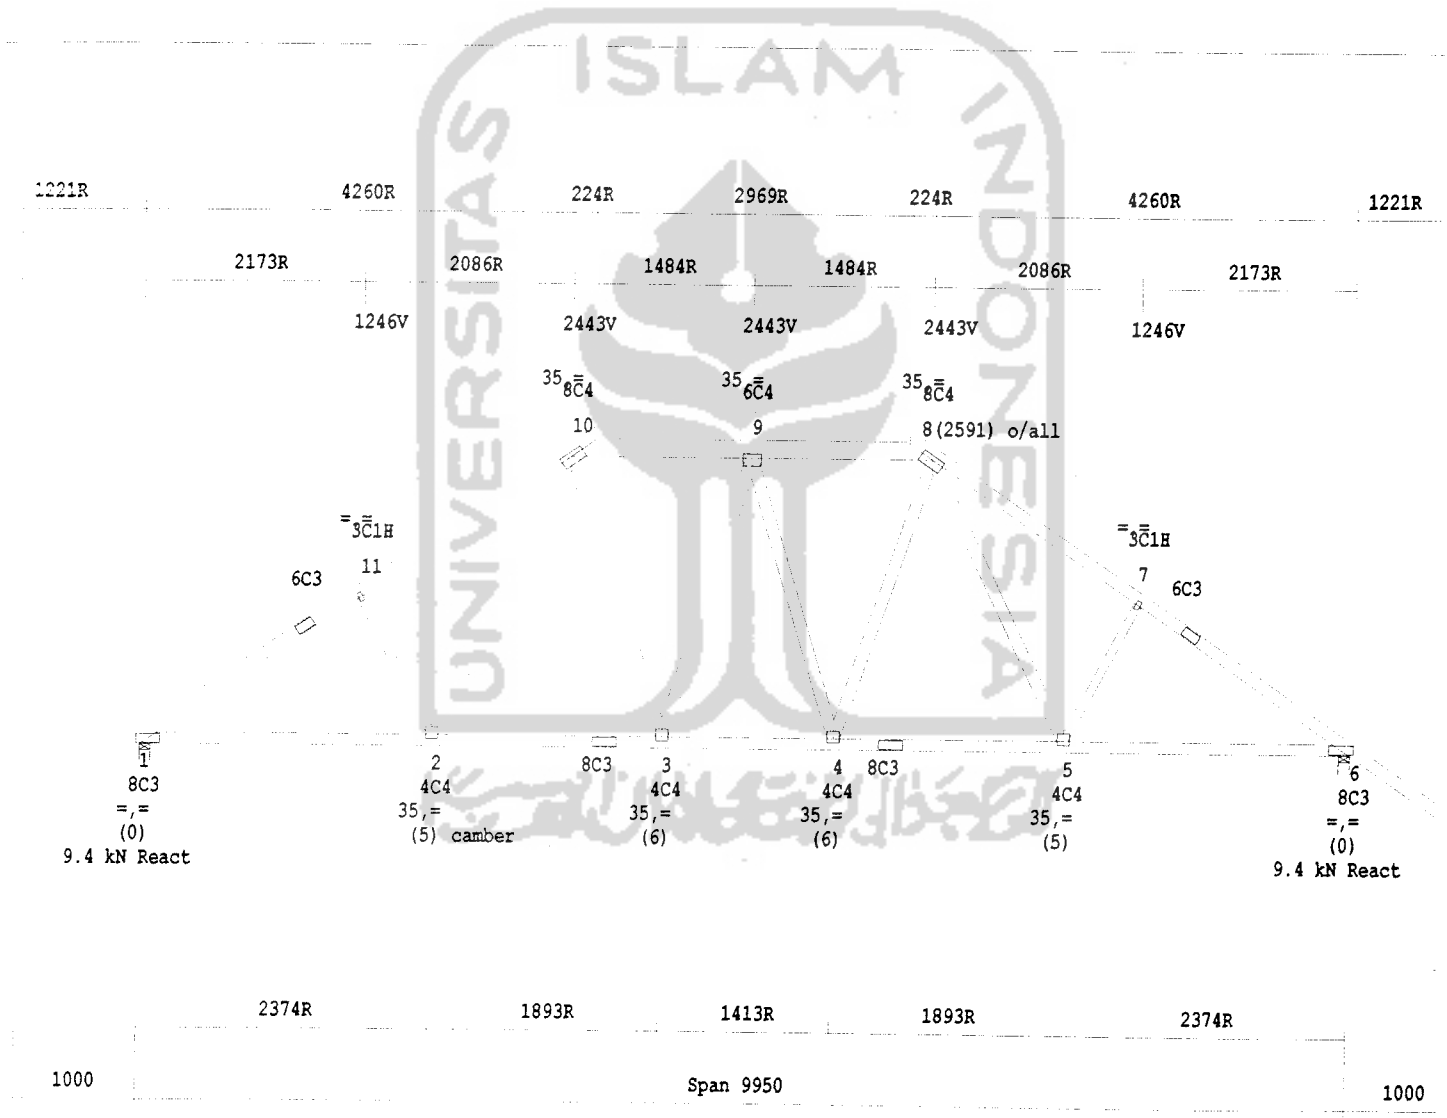 ISLAM
UNIVERSITAS
INDONESIA
1221R 4260R 224R 2969R 224R 4260R 1221R
2173R 2086R 1484R 1484R 2086R 2173R
1246V 2443V 2443V 2443V 1246V
35,= 35,= 35,=
8C4 6C4 8C4
10 9 8(2591) o/all
=,= =,=
3C1H 3C1H
6C3 11 7 6C3
1 2 8C3 3 4 8C3 5 6
8C3 4C4 4C4 4C4 4C4 8C3
=,= 35,= 35,= 35,= 35,= =,=
(0) (5) camber (6) (6) (5) (0)
9.4 kN React 9.4 kN React
2374R 1893R 1413R 1893R 2374R
1000 Span 9950 1000